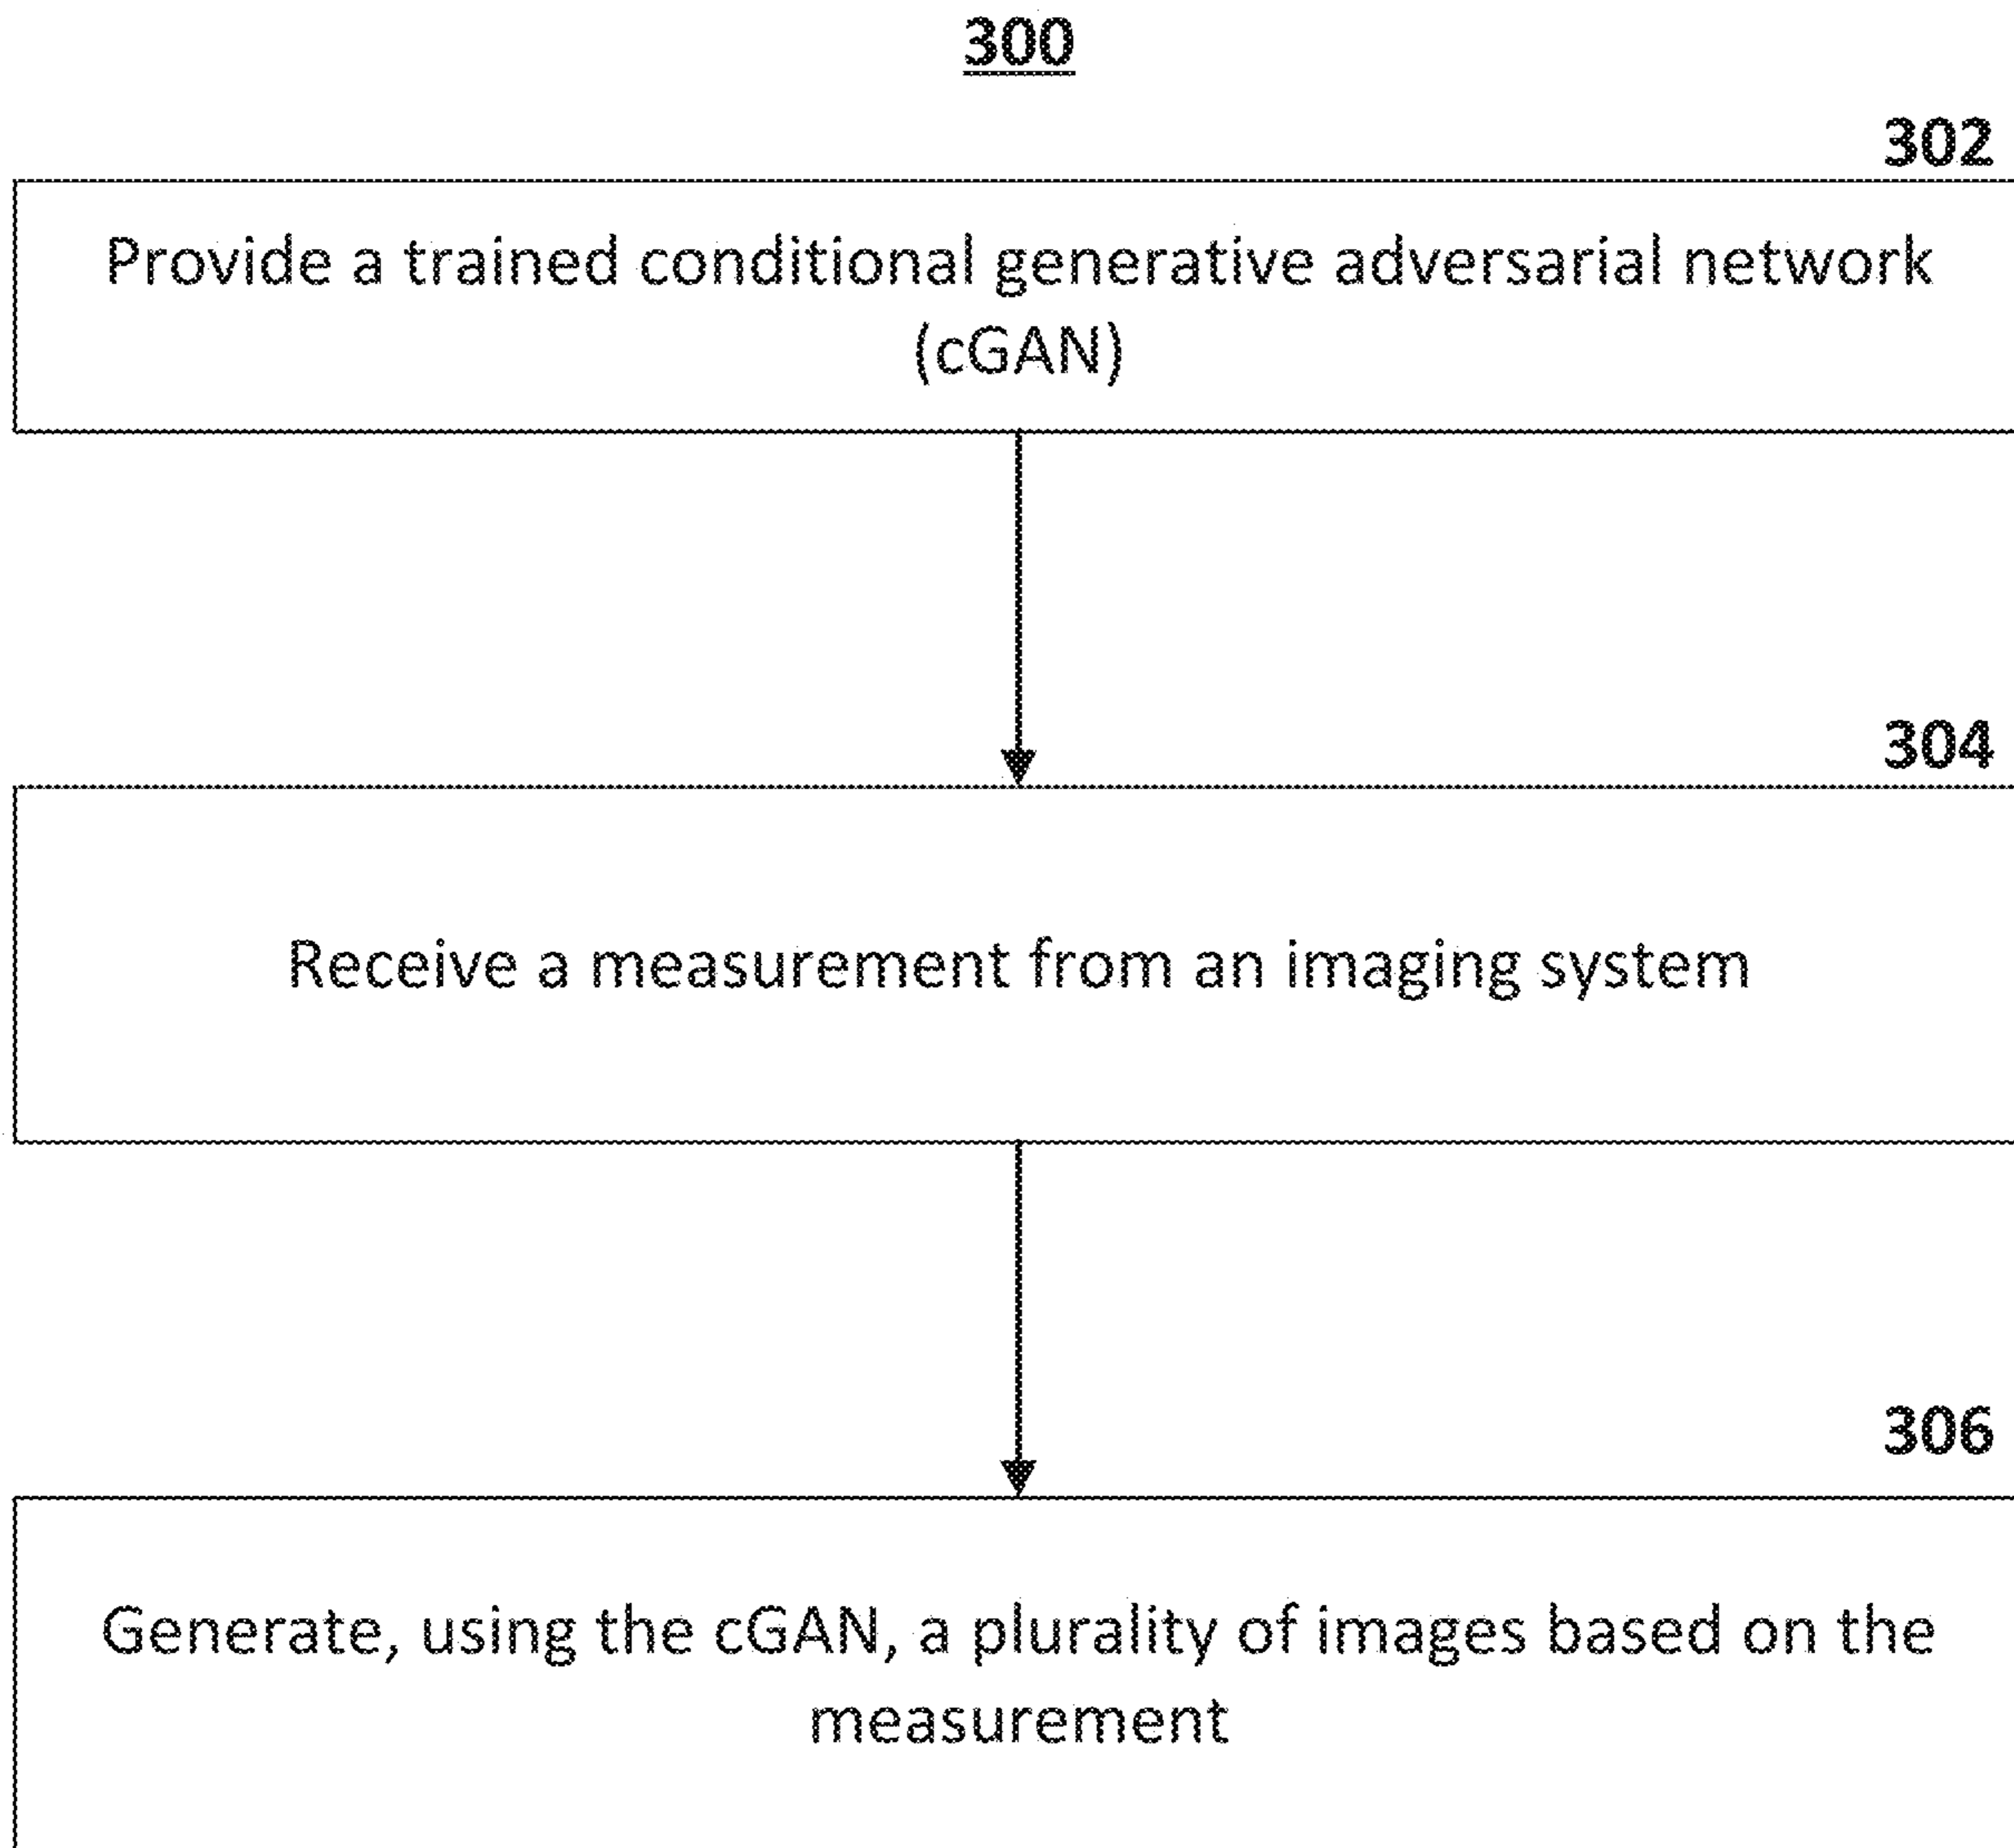 300
302
Provide a trained conditional generative adversarial network
(cGAN)
304
Receive a measurement from an imaging system
306
Generate, using the cGAN, a plurality of images based on the
measurement